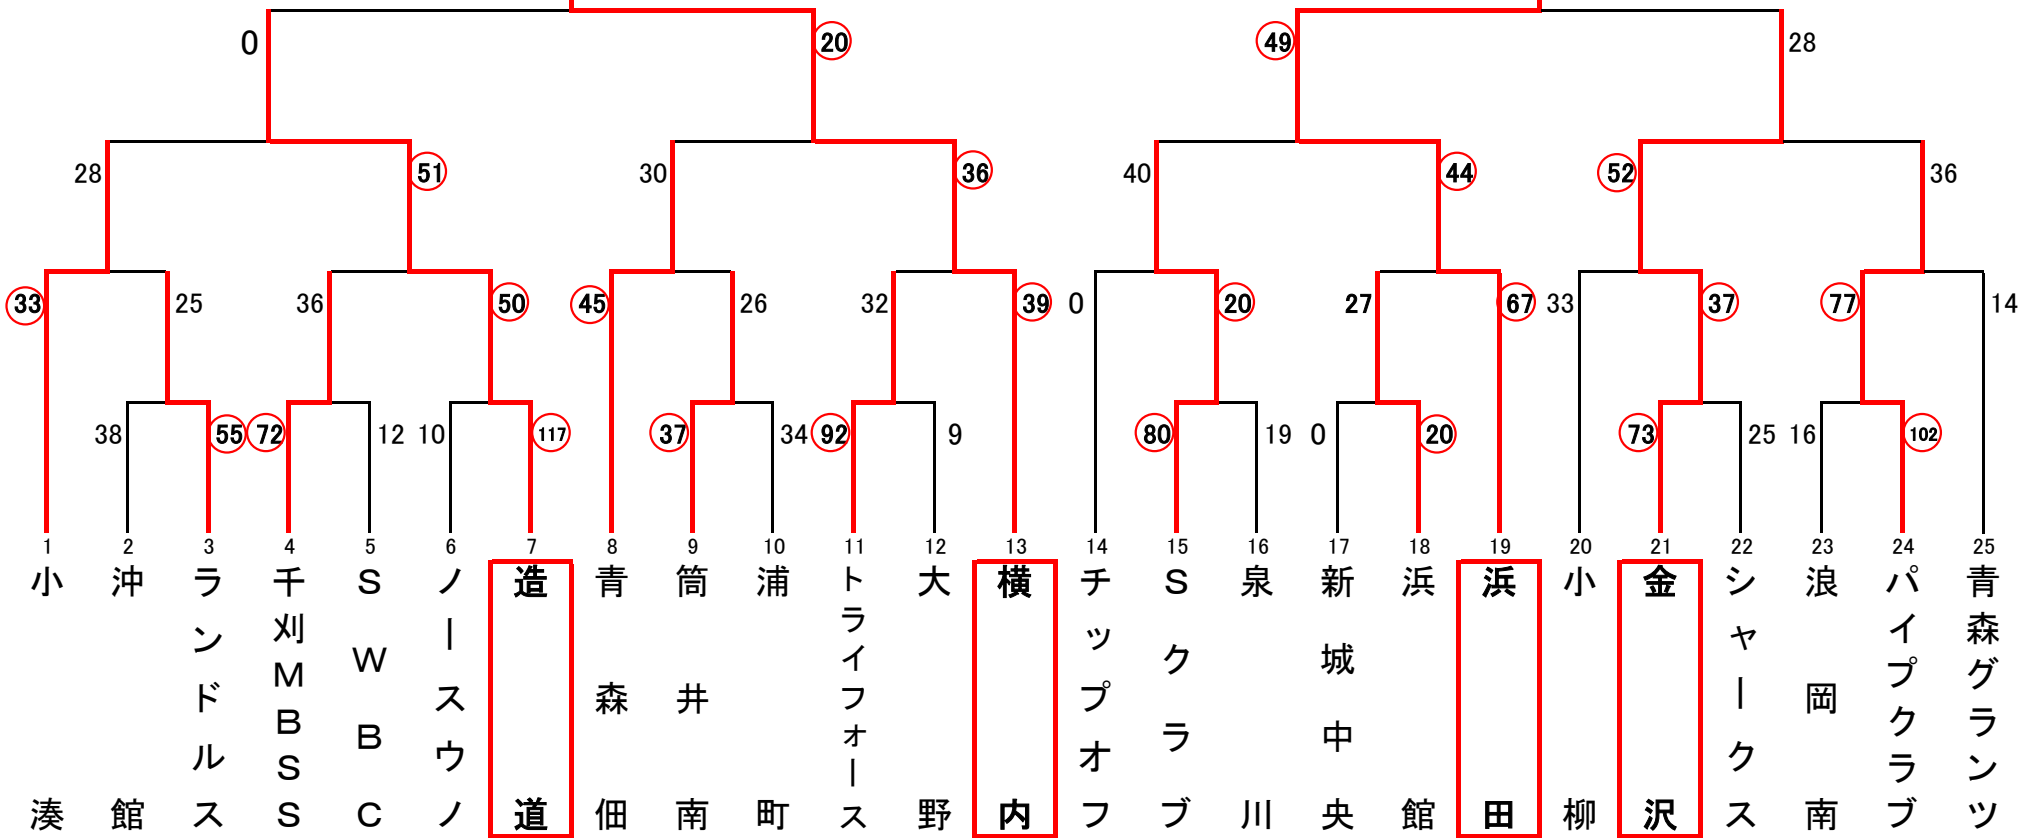 0 20 49 28
28 51 30 36 40 44 52 36
33 25 36 50 45 26 32 39 0 20 27 67 33 37 77 14
38 55 72 12 10 117 37 34 92 9 80 19 0 20 73 25 16 102
1 2 3 4 5 6 7 8 9 10 11 12 13 14 15 16 17 18 19 20 21 22 23 24 25
小湊
沖館
ランドルス
千刈MBSS
SWBC
ノースウノ
造道
青森佃
筒井南
浦町
トライフォース
大野
横内
チップオフ
Sクラブ
泉川
新城中央
浜館
浜田
小柳
金沢
シャークス
浪岡南
パイプクラブ
青森グランツ